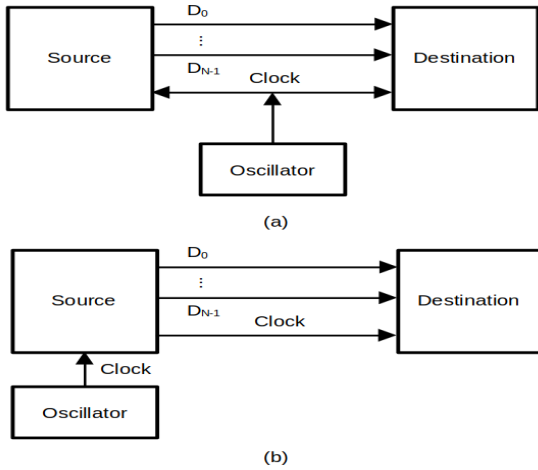 D0
...
Source
Destination
DN-1
Clock
Oscillator
(a)
D0
...
Source
Destination
DN-1
Clock
Clock
Oscillator
(b)